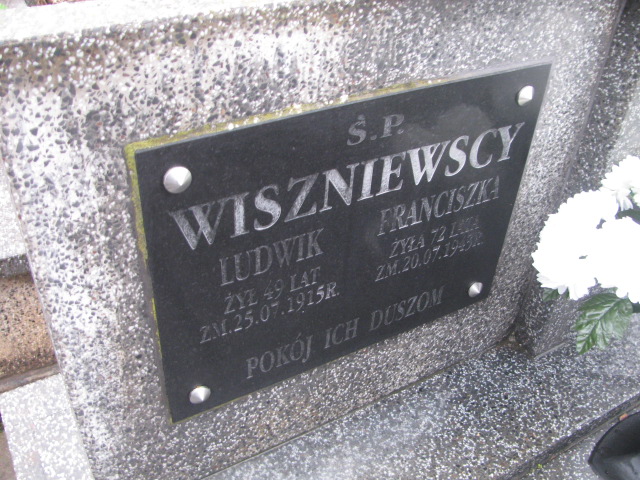 Ś.P.
WISZNIEWSCY
LUDWIK
ŻYŁ 49 LAT
ZM.25.07.1915R.
FRANCISZKA
ŻYŁA 72 LATA
ZM.20.07.1949R.
POKÓJ ICH DUSZOM